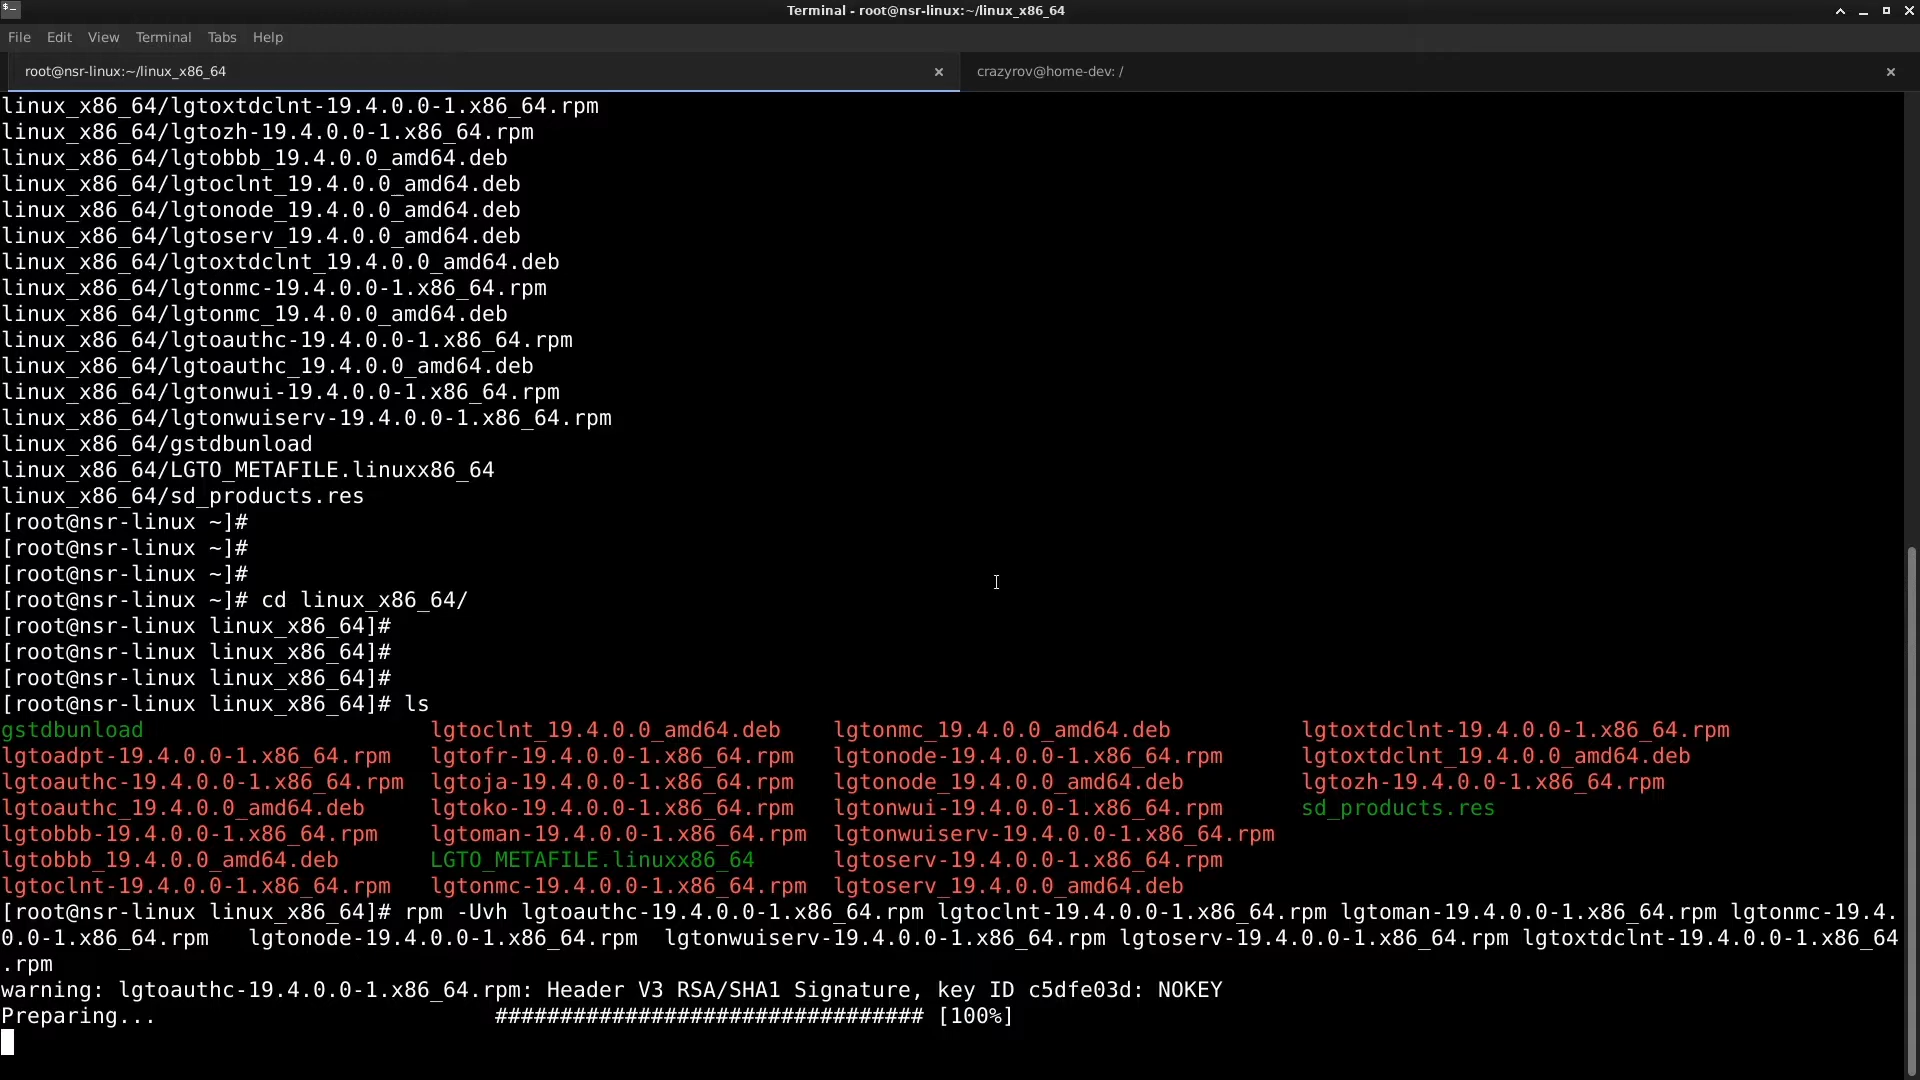 Terminal - root@nsr-linux:~/linux_x86_64
File Edit View Terminal Tabs Help
root@nsr-linux:~/linux_x86_64
crazyrov@home-dev: /
linux_x86_64/lgtoxtdclnt-19.4.0.0-1.x86_64.rpm
linux_x86_64/lgtozh-19.4.0.0-1.x86_64.rpm
linux_x86_64/lgtobbb_19.4.0.0_amd64.deb
linux_x86_64/lgtoclnt_19.4.0.0_amd64.deb
linux_x86_64/lgtonode_19.4.0.0_amd64.deb
linux_x86_64/lgtoserv_19.4.0.0_amd64.deb
linux_x86_64/lgtoxtdclnt_19.4.0.0_amd64.deb
linux_x86_64/lgtonmc-19.4.0.0-1.x86_64.rpm
linux_x86_64/lgtonmc_19.4.0.0_amd64.deb
linux_x86_64/lgtoauthc-19.4.0.0-1.x86_64.rpm
linux_x86_64/lgtoauthc_19.4.0.0_amd64.deb
linux_x86_64/lgtonwui-19.4.0.0-1.x86_64.rpm
linux_x86_64/lgtonwuiserv-19.4.0.0-1.x86_64.rpm
linux_x86_64/gstdbunload
linux_x86_64/LGTO_METAFILE.linuxx86_64
linux_x86_64/sd_products.res
[root@nsr-linux ~]#
[root@nsr-linux ~]#
[root@nsr-linux ~]#
[root@nsr-linux ~]# cd linux_x86_64/
[root@nsr-linux linux_x86_64]#
[root@nsr-linux linux_x86_64]#
[root@nsr-linux linux_x86_64]#
[root@nsr-linux linux_x86_64]# ls
gstdbunload lgtoclnt_19.4.0.0_amd64.deb lgtonmc_19.4.0.0_amd64.deb lgtoxtdclnt-19.4.0.0-1.x86_64.rpm
lgtoadpt-19.4.0.0-1.x86_64.rpm lgtofr-19.4.0.0-1.x86_64.rpm lgtonode-19.4.0.0-1.x86_64.rpm lgtoxtdclnt_19.4.0.0_amd64.deb
lgtoauthc-19.4.0.0-1.x86_64.rpm lgtoja-19.4.0.0-1.x86_64.rpm lgtonode_19.4.0.0_amd64.deb lgtozh-19.4.0.0-1.x86_64.rpm
lgtoauthc_19.4.0.0_amd64.deb lgtoko-19.4.0.0-1.x86_64.rpm lgtonwui-19.4.0.0-1.x86_64.rpm sd_products.res
lgtobbb-19.4.0.0-1.x86_64.rpm lgtoman-19.4.0.0-1.x86_64.rpm lgtonwuiserv-19.4.0.0-1.x86_64.rpm
lgtobbb_19.4.0.0_amd64.deb LGTO_METAFILE.linuxx86_64 lgtoserv-19.4.0.0-1.x86_64.rpm
lgtoclnt-19.4.0.0-1.x86_64.rpm lgtonmc-19.4.0.0-1.x86_64.rpm lgtoserv_19.4.0.0_amd64.deb
[root@nsr-linux linux_x86_64]# rpm -Uvh lgtoauthc-19.4.0.0-1.x86_64.rpm lgtoclnt-19.4.0.0-1.x86_64.rpm lgtoman-19.4.0.0-1.x86_64.rpm lgtonmc-19.4.
0.0-1.x86_64.rpm lgtonode-19.4.0.0-1.x86_64.rpm lgtonwuiserv-19.4.0.0-1.x86_64.rpm lgtoserv-19.4.0.0-1.x86_64.rpm lgtoxtdclnt-19.4.0.0-1.x86_64
.rpm
warning: lgtoauthc-19.4.0.0-1.x86_64.rpm: Header V3 RSA/SHA1 Signature, key ID c5dfe03d: NOKEY
Preparing... ################################# [100%]